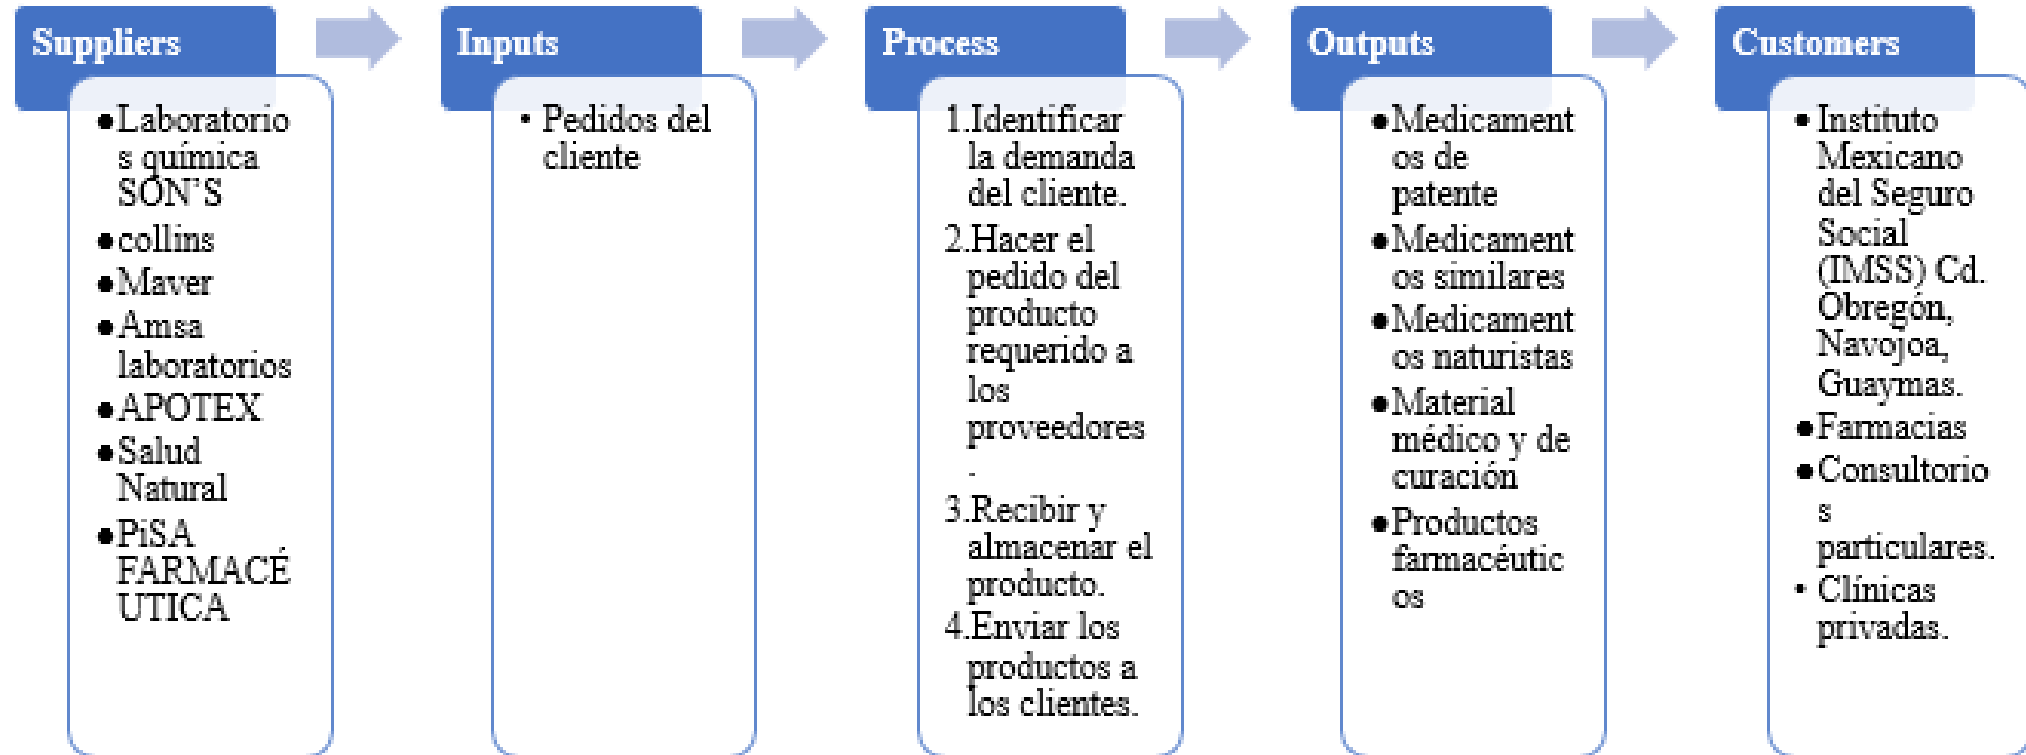 Suppliers
●Laboratorio
s química
SON'S
●collins
●Maver
●Amsa
laboratorios
●APOTEX
●Salud
Natural
●PiSA
FARMACÉ
UTICA
Inputs
• Pedidos del
cliente
Process
1.Identificar
la demanda
del cliente.
2.Hacer el
pedido del
producto
requerido a
los
proveedores
.
3.Recibir y
almacenar el
producto.
4.Enviar los
productos a
los clientes.
Outputs
●Medicament
os de
patente
●Medicament
os similares
●Medicament
os naturistas
●Material
médico y de
curación
●Productos
farmacéutic
os
Customers
• Instituto
Mexicano
del Seguro
Social
(IMSS) Cd.
Obregón,
Navojoa,
Guaymas.
●Farmacias
●Consultorio
s
particulares.
• Clínicas
privadas.